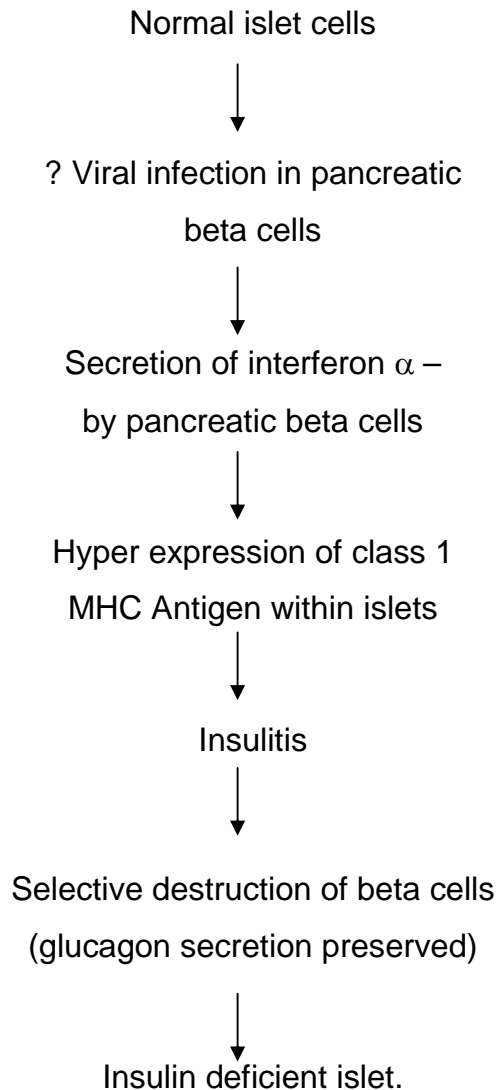 Normal islet cells
? Viral infection in pancreatic
beta cells
Secretion of interferon α –
by pancreatic beta cells
Hyper expression of class 1
MHC Antigen within islets
Insulitis
Selective destruction of beta cells
(glucagon secretion preserved)
Insulin deficient islet.